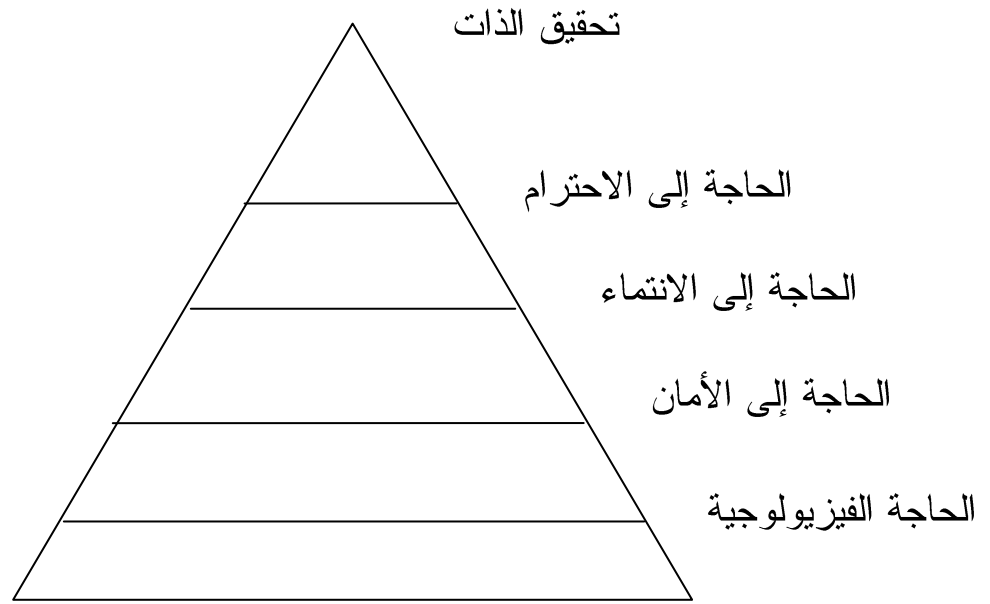 تحقيق الذات
الحاجة إلى الاحترام
الحاجة إلى الانتماء
الحاجة إلى الأمان
الحاجة الفيزيولوجية